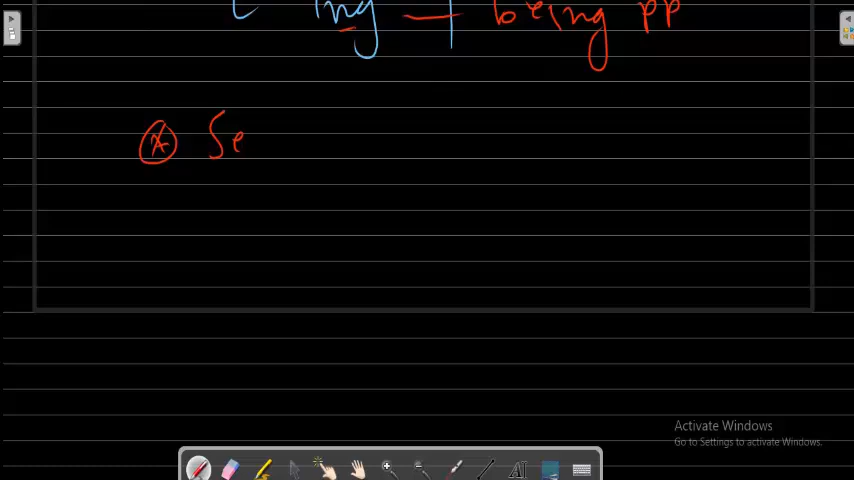 ing — being pp
Se
Activate Windows
Go to Settings to activate Windows.